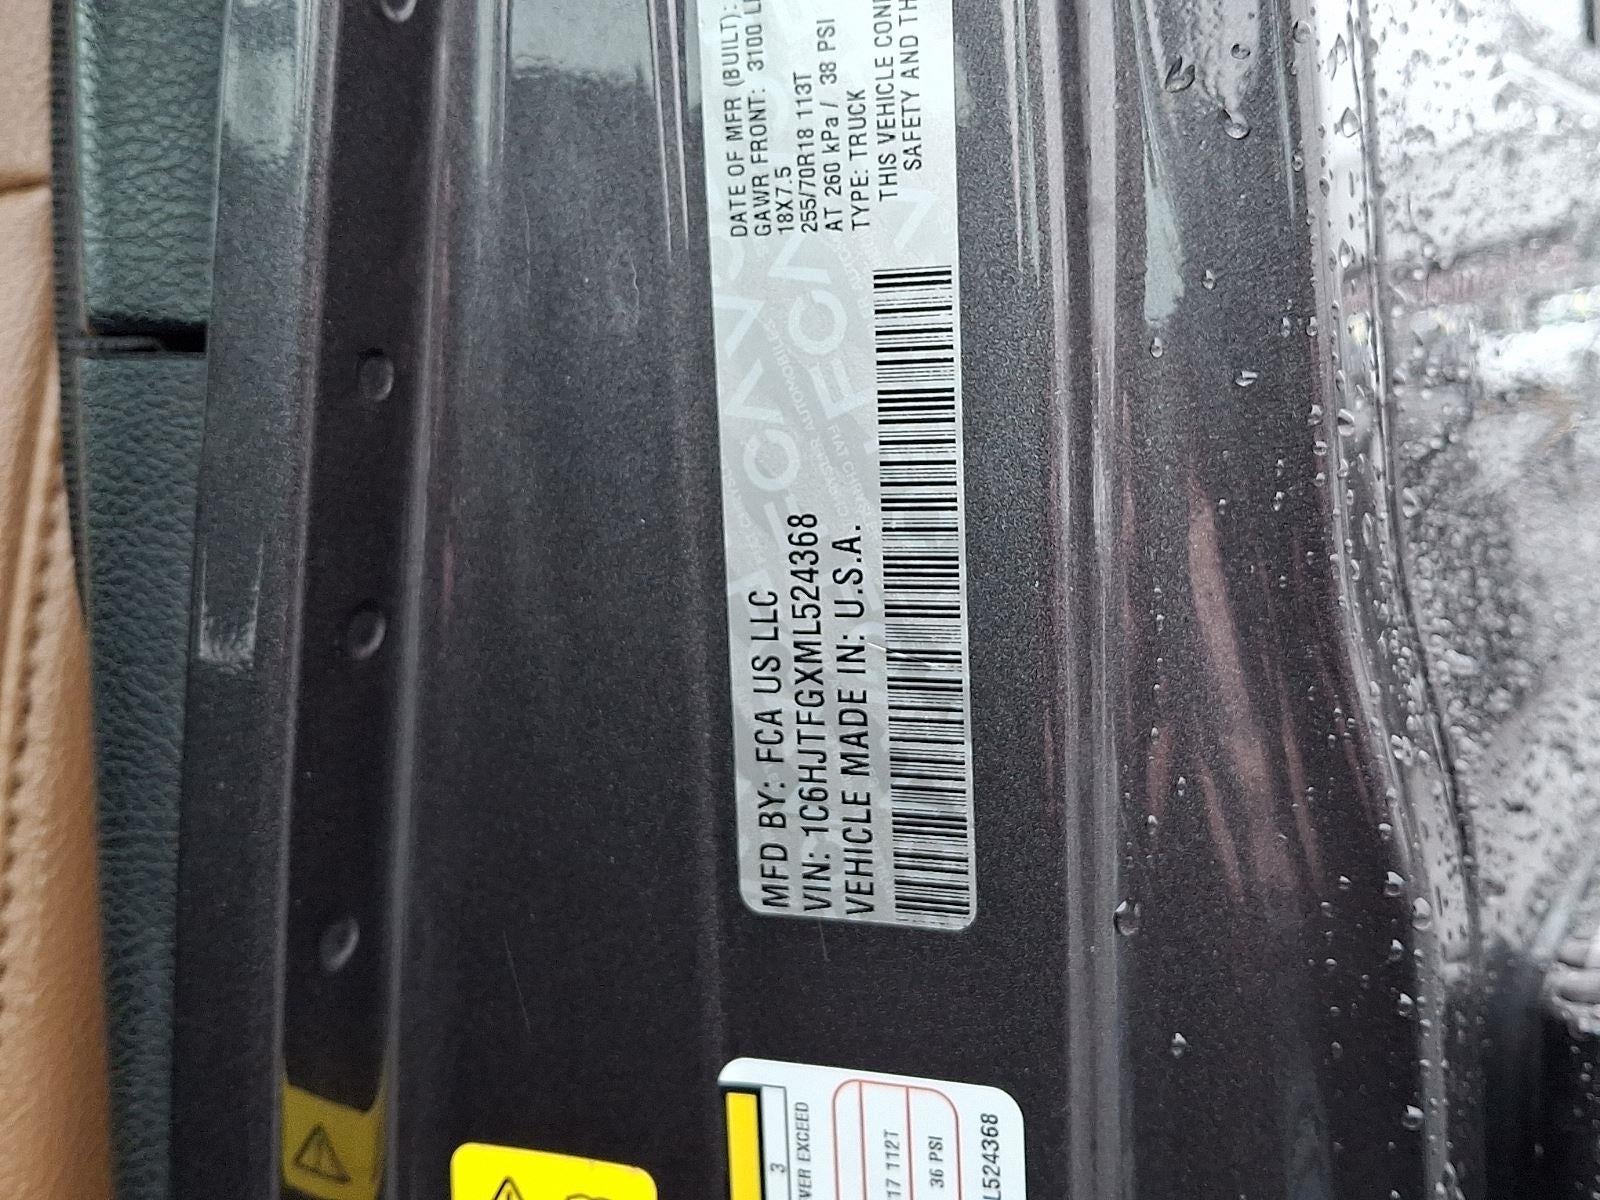 MFD BY: FCA US LLC
VIN: 1C6HJTFGXML524368
VEHICLE MADE IN: U.S.A.
DATE OF MFR (BUILT):
GAWR FRONT: 3100 L
18X7.5
255/70R18 113T
AT 260 kPa / 38 PSI
TYPE: TRUCK
THIS VEHICLE CON
SAFETY AND TH
3
VER EXCEED
17 112T
36 PSI
L524368